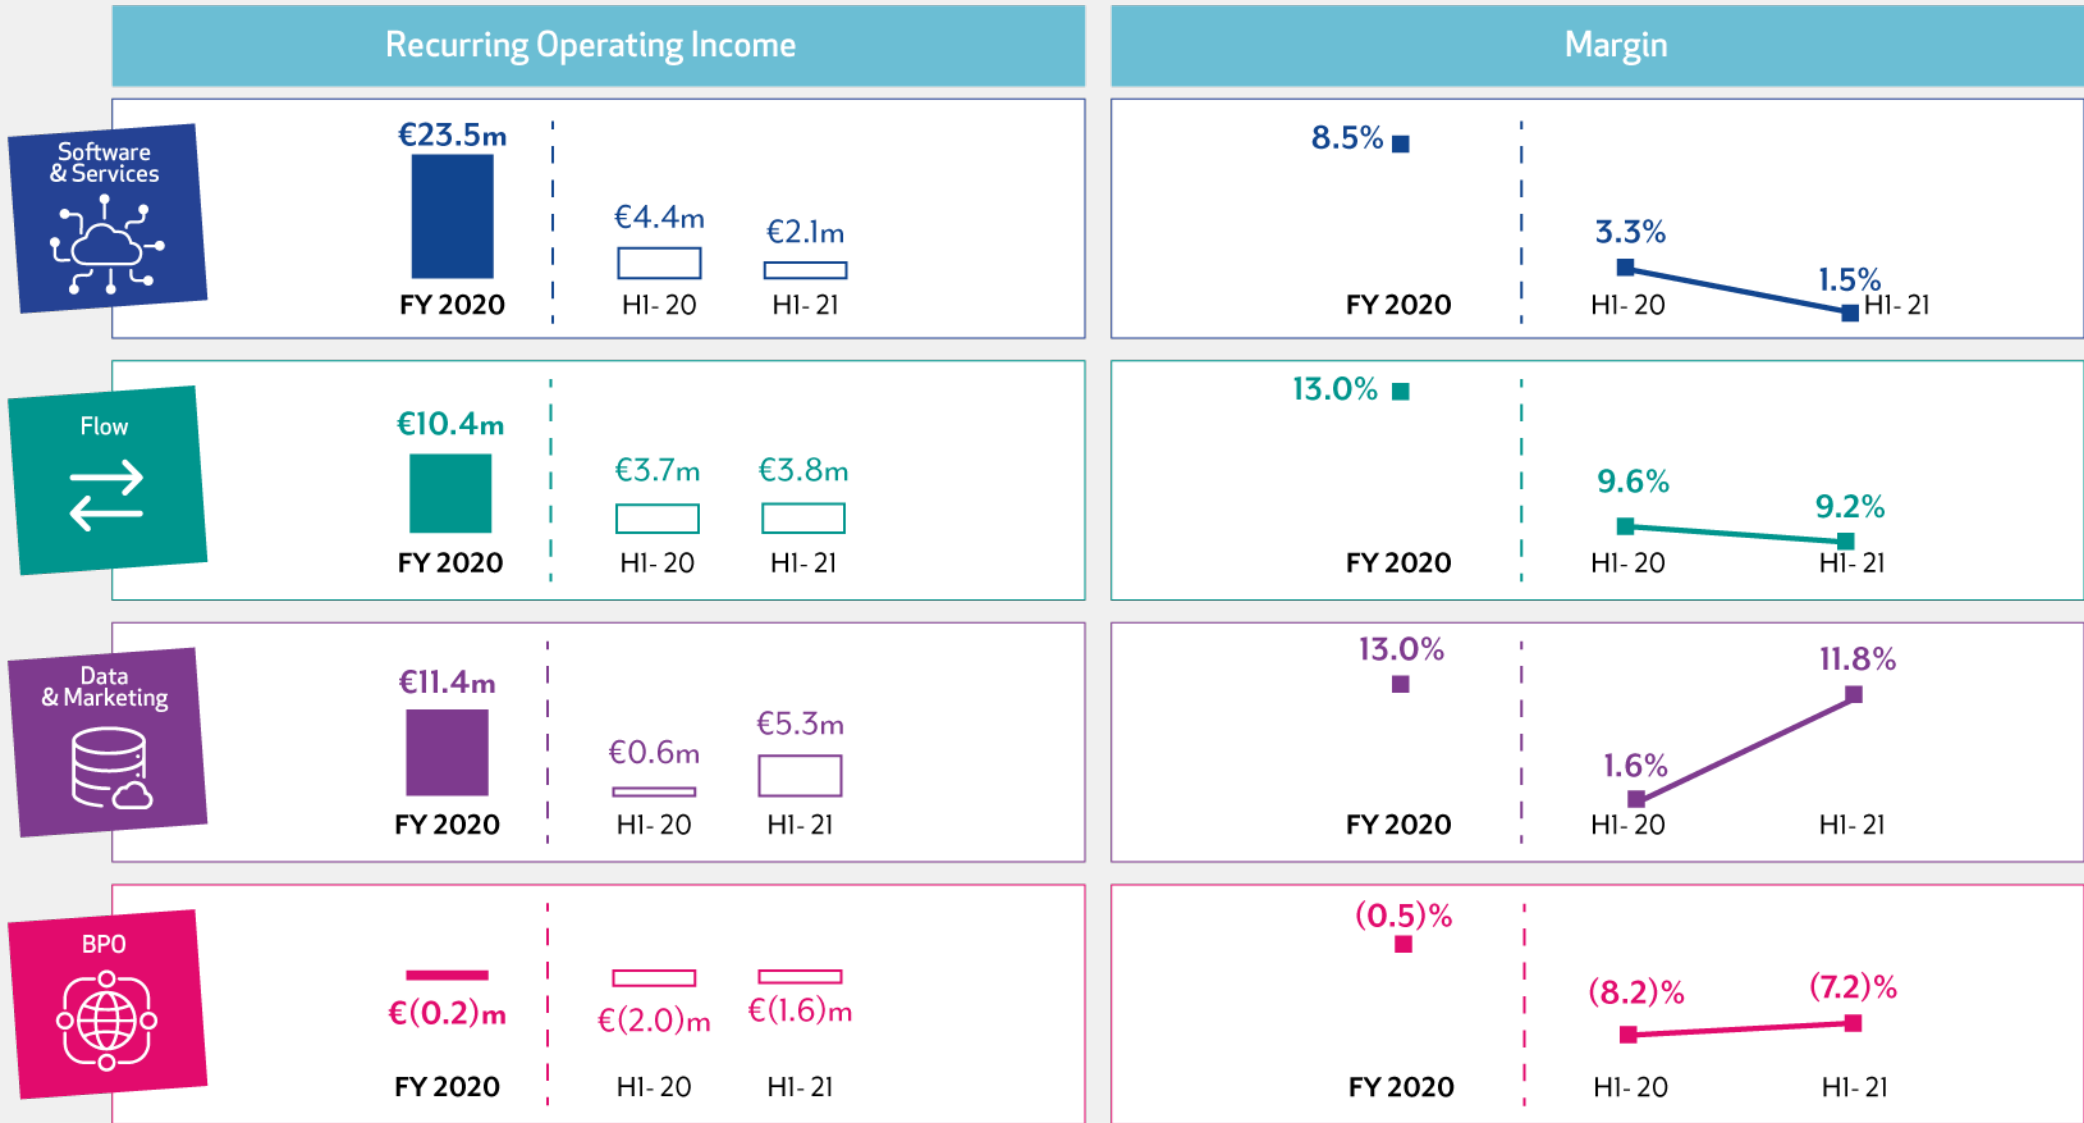 Recurring Operating Income
Margin
Software
& Services
€23.5m
€4.4m
€2.1m
FY 2020
H1- 20
H1- 21
8.5%
3.3%
1.5%
FY 2020
H1- 20
H1- 21
Flow
€10.4m
€3.7m
€3.8m
FY 2020
H1- 20
H1- 21
13.0%
9.6%
9.2%
FY 2020
H1- 20
H1- 21
Data
& Marketing
€11.4m
€0.6m
€5.3m
FY 2020
H1- 20
H1- 21
13.0%
1.6%
11.8%
FY 2020
H1- 20
H1- 21
BPO
€(0.2)m
€(2.0)m
€(1.6)m
FY 2020
H1- 20
H1- 21
(0.5)%
(8.2)%
(7.2)%
FY 2020
H1- 20
H1- 21